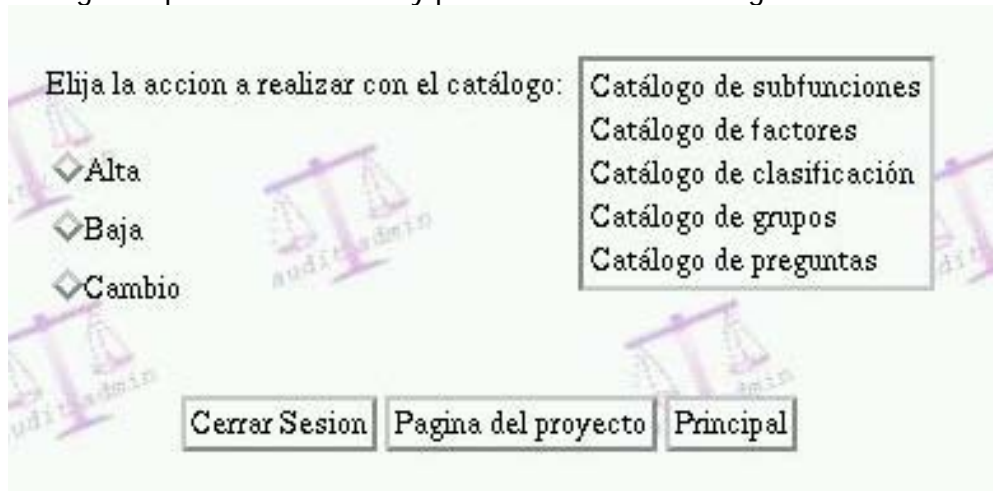 Elija la accion a realizar con el catálogo:
Catálogo de subfunciones
Catálogo de factores
Catálogo de clasificación
Catálogo de grupos
Catálogo de preguntas
Alta
Baja
Cambio
auditadmin
Cerrar Sesion
Pagina del proyecto
Principal